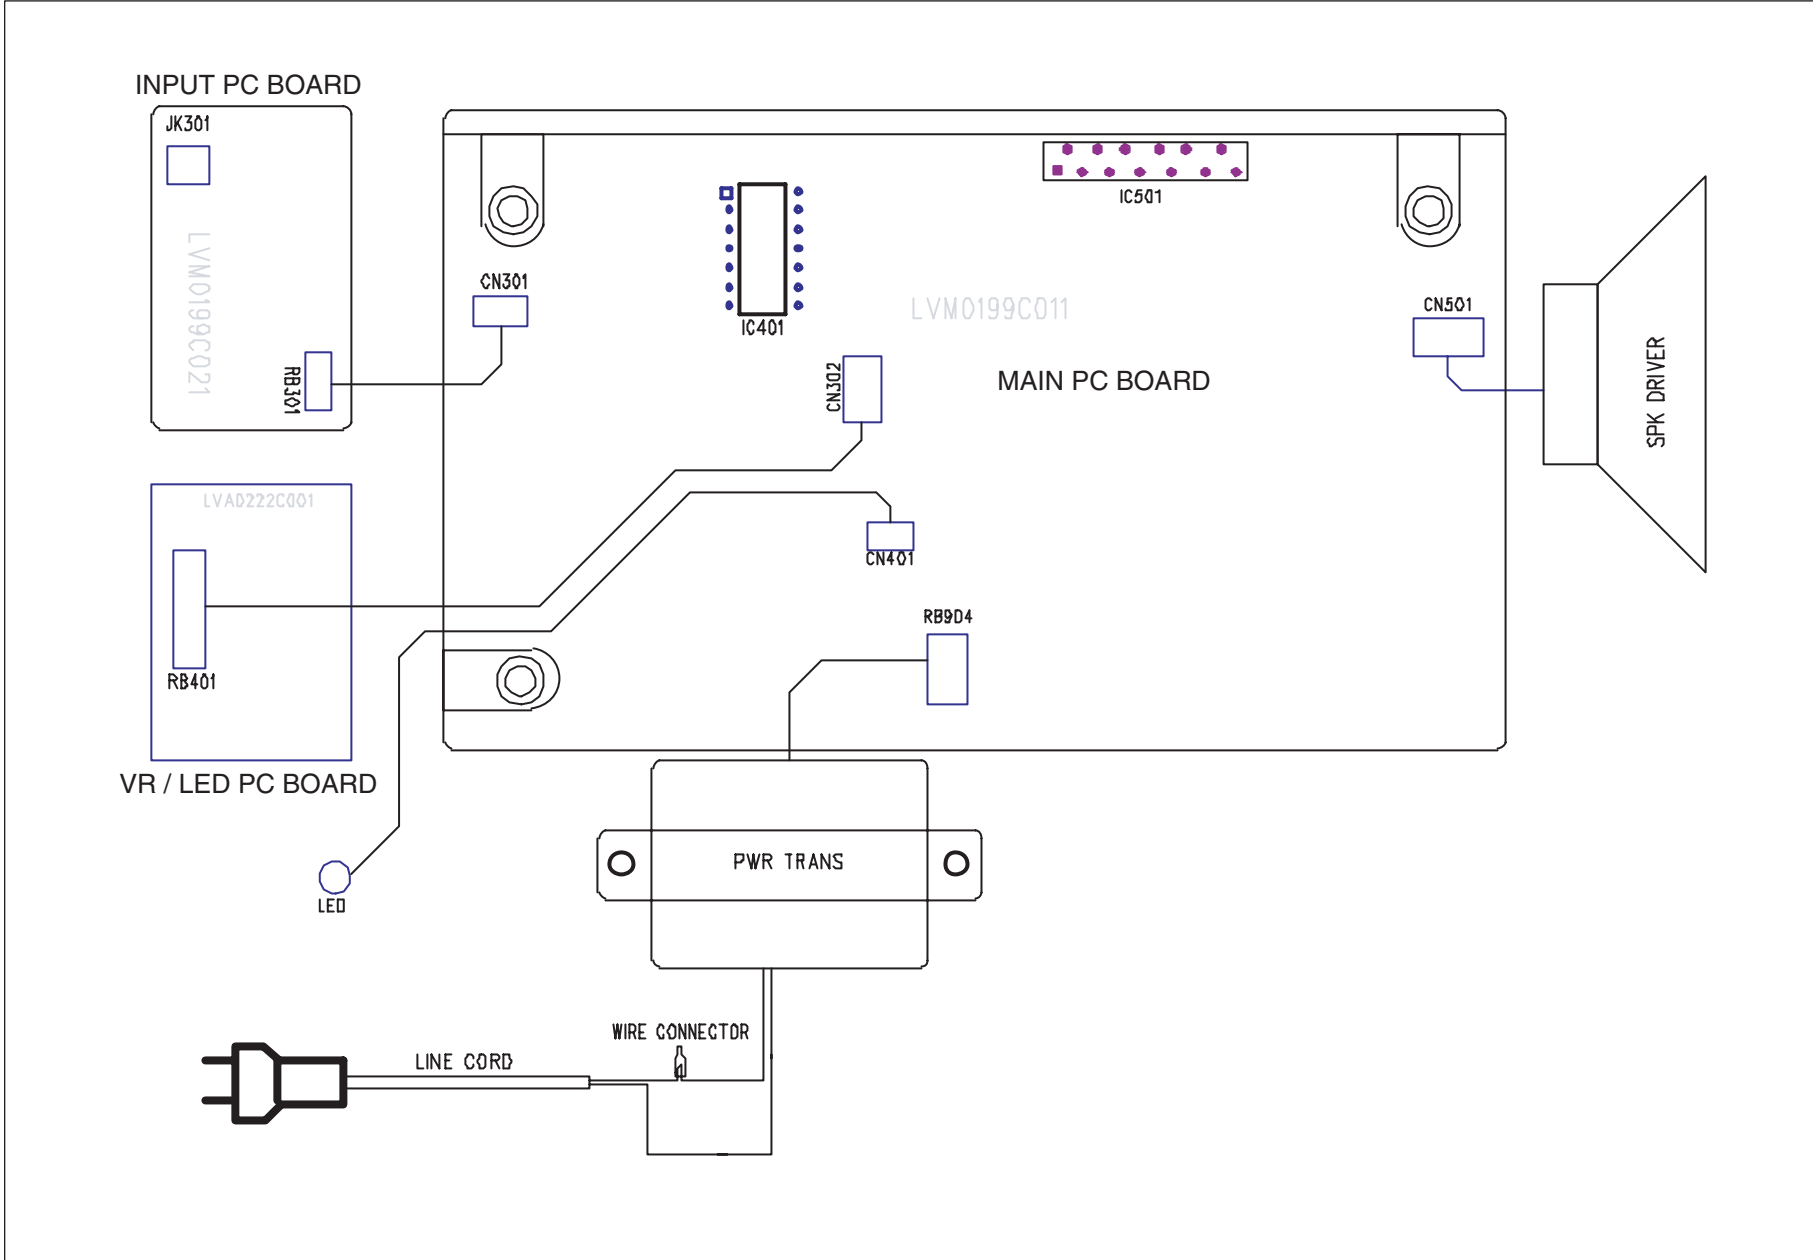 INPUT PC BOARD
JK301
LVM0199C021
RB301
CN301
IC401
IC501
LVM0199C011
CN302
MAIN PC BOARD
CN501
SPK DRIVER
LVAD222C001
RB401
VR / LED PC BOARD
CN401
RB9D4
PWR TRANS
LED
WIRE CONNECTOR
LINE CORD